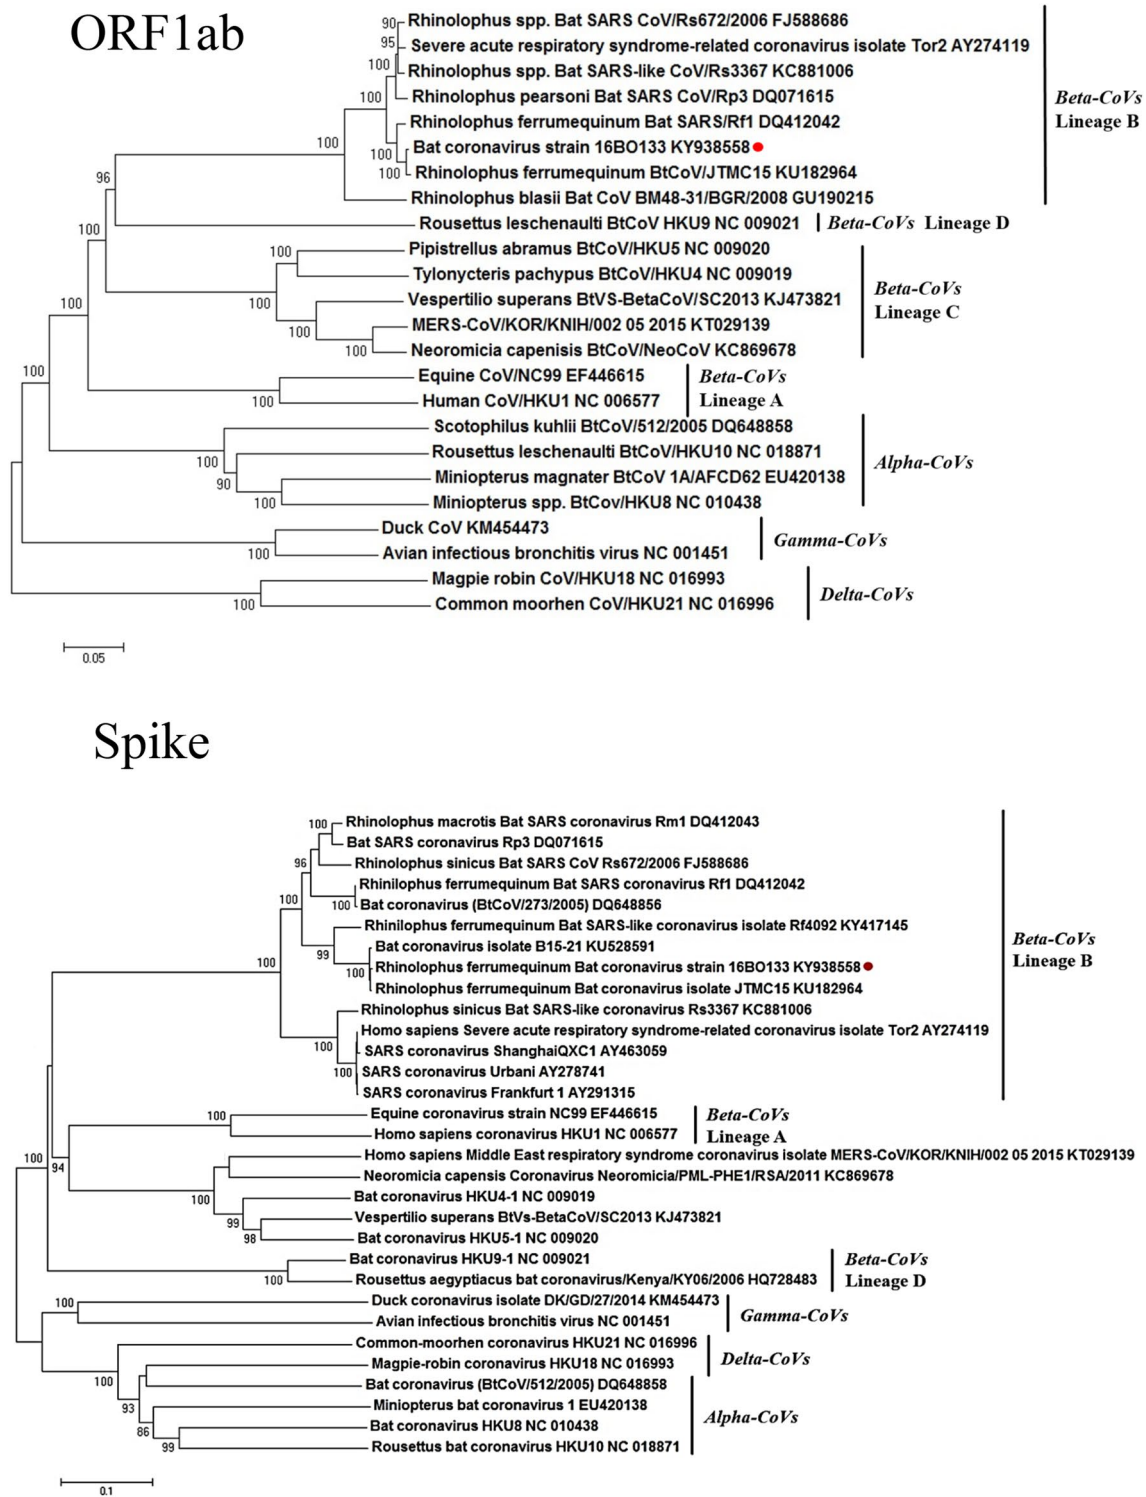 ORF1ab
90
Rhinolophus spp. Bat SARS CoV/Rs672/2006 FJ588686
95
Severe acute respiratory syndrome-related coronavirus isolate Tor2 AY274119
100
Rhinolophus spp. Bat SARS-like CoV/Rs3367 KC881006
100
Rhinolophus pearsoni Bat SARS CoV/Rp3 DQ071615
Rhinolophus ferrumequinum Bat SARS/Rf1 DQ412042
100
Bat coronavirus strain 16BO133 KY938558
100
Rhinolophus ferrumequinum BtCoV/JTMC15 KU182964
100
Rhinolophus blasii Bat CoV BM48-31/BGR/2008 GU190215
Beta-CoVs
Lineage B
96
Rousettus leschenaulti BtCoV HKU9 NC 009021
Beta-CoVs Lineage D
100
Pipistrellus abramus BtCoV/HKU5 NC 009020
100
Tylonycteris pachypus BtCoV/HKU4 NC 009019
100
Vespertilio superans BtVS-BetaCoV/SC2013 KJ473821
100
MERS-CoV/KOR/KNIH/002 05 2015 KT029139
100
Neoromicia capenisis BtCoV/NeoCoV KC869678
Beta-CoVs
Lineage C
100
Equine CoV/NC99 EF446615
100
Human CoV/HKU1 NC 006577
Beta-CoVs
Lineage A
100
Scotophilus kuhlii BtCoV/512/2005 DQ648858
100
Rousettus leschenaulti BtCoV/HKU10 NC 018871
90
Miniopterus magnater BtCoV 1A/AFCD62 EU420138
100
Miniopterus spp. BtCov/HKU8 NC 010438
Alpha-CoVs
Duck CoV KM454473
100
Avian infectious bronchitis virus NC 001451
Gamma-CoVs
Magpie robin CoV/HKU18 NC 016993
100
Common moorhen CoV/HKU21 NC 016996
Delta-CoVs
0.05
Spike
100
Rhinolophus macrotis Bat SARS coronavirus Rm1 DQ412043
Bat SARS coronavirus Rp3 DQ071615
96
Rhinolophus sinicus Bat SARS CoV Rs672/2006 FJ588686
Rhinilophus ferrumequinum Bat SARS coronavirus Rf1 DQ412042
100
100
Bat coronavirus (BtCoV/273/2005) DQ648856
Rhinilophus ferrumequinum Bat SARS-like coronavirus isolate Rf4092 KY417145
99
Bat coronavirus isolate B15-21 KU528591
100
100
Rhinolophus ferrumequinum Bat coronavirus strain 16BO133 KY938558
Rhinolophus ferrumequinum Bat coronavirus isolate JTMC15 KU182964
Rhinolophus sinicus Bat SARS-like coronavirus Rs3367 KC881006
Homo sapiens Severe acute respiratory syndrome-related coronavirus isolate Tor2 AY274119
100
SARS coronavirus ShanghaiQXC1 AY463059
100
SARS coronavirus Urbani AY278741
SARS coronavirus Frankfurt 1 AY291315
Beta-CoVs
Lineage B
100
Equine coronavirus strain NC99 EF446615
Homo sapiens coronavirus HKU1 NC 006577
Beta-CoVs
Lineage A
100
94
Homo sapiens Middle East respiratory syndrome coronavirus isolate MERS-CoV/KOR/KNIH/002 05 2015 KT029139
Neoromicia capensis Coronavirus Neoromicia/PML-PHE1/RSA/2011 KC869678
100
Bat coronavirus HKU4-1 NC 009019
99
Vespertilio superans BtVs-BetaCoV/SC2013 KJ473821
98
Bat coronavirus HKU5-1 NC 009020
Bat coronavirus HKU9-1 NC 009021
100
Rousettus aegyptiacus bat coronavirus/Kenya/KY06/2006 HQ728483
Beta-CoVs
Lineage D
100
Duck coronavirus isolate DK/GD/27/2014 KM454473
Avian infectious bronchitis virus NC 001451
Gamma-CoVs
Common-moorhen coronavirus HKU21 NC 016996
100
Magpie-robin coronavirus HKU18 NC 016993
Delta-CoVs
Bat coronavirus (BtCoV/512/2005) DQ648858
93
Miniopterus bat coronavirus 1 EU420138
86
Bat coronavirus HKU8 NC 010438
99
Rousettus bat coronavirus HKU10 NC 018871
Alpha-CoVs
0.1